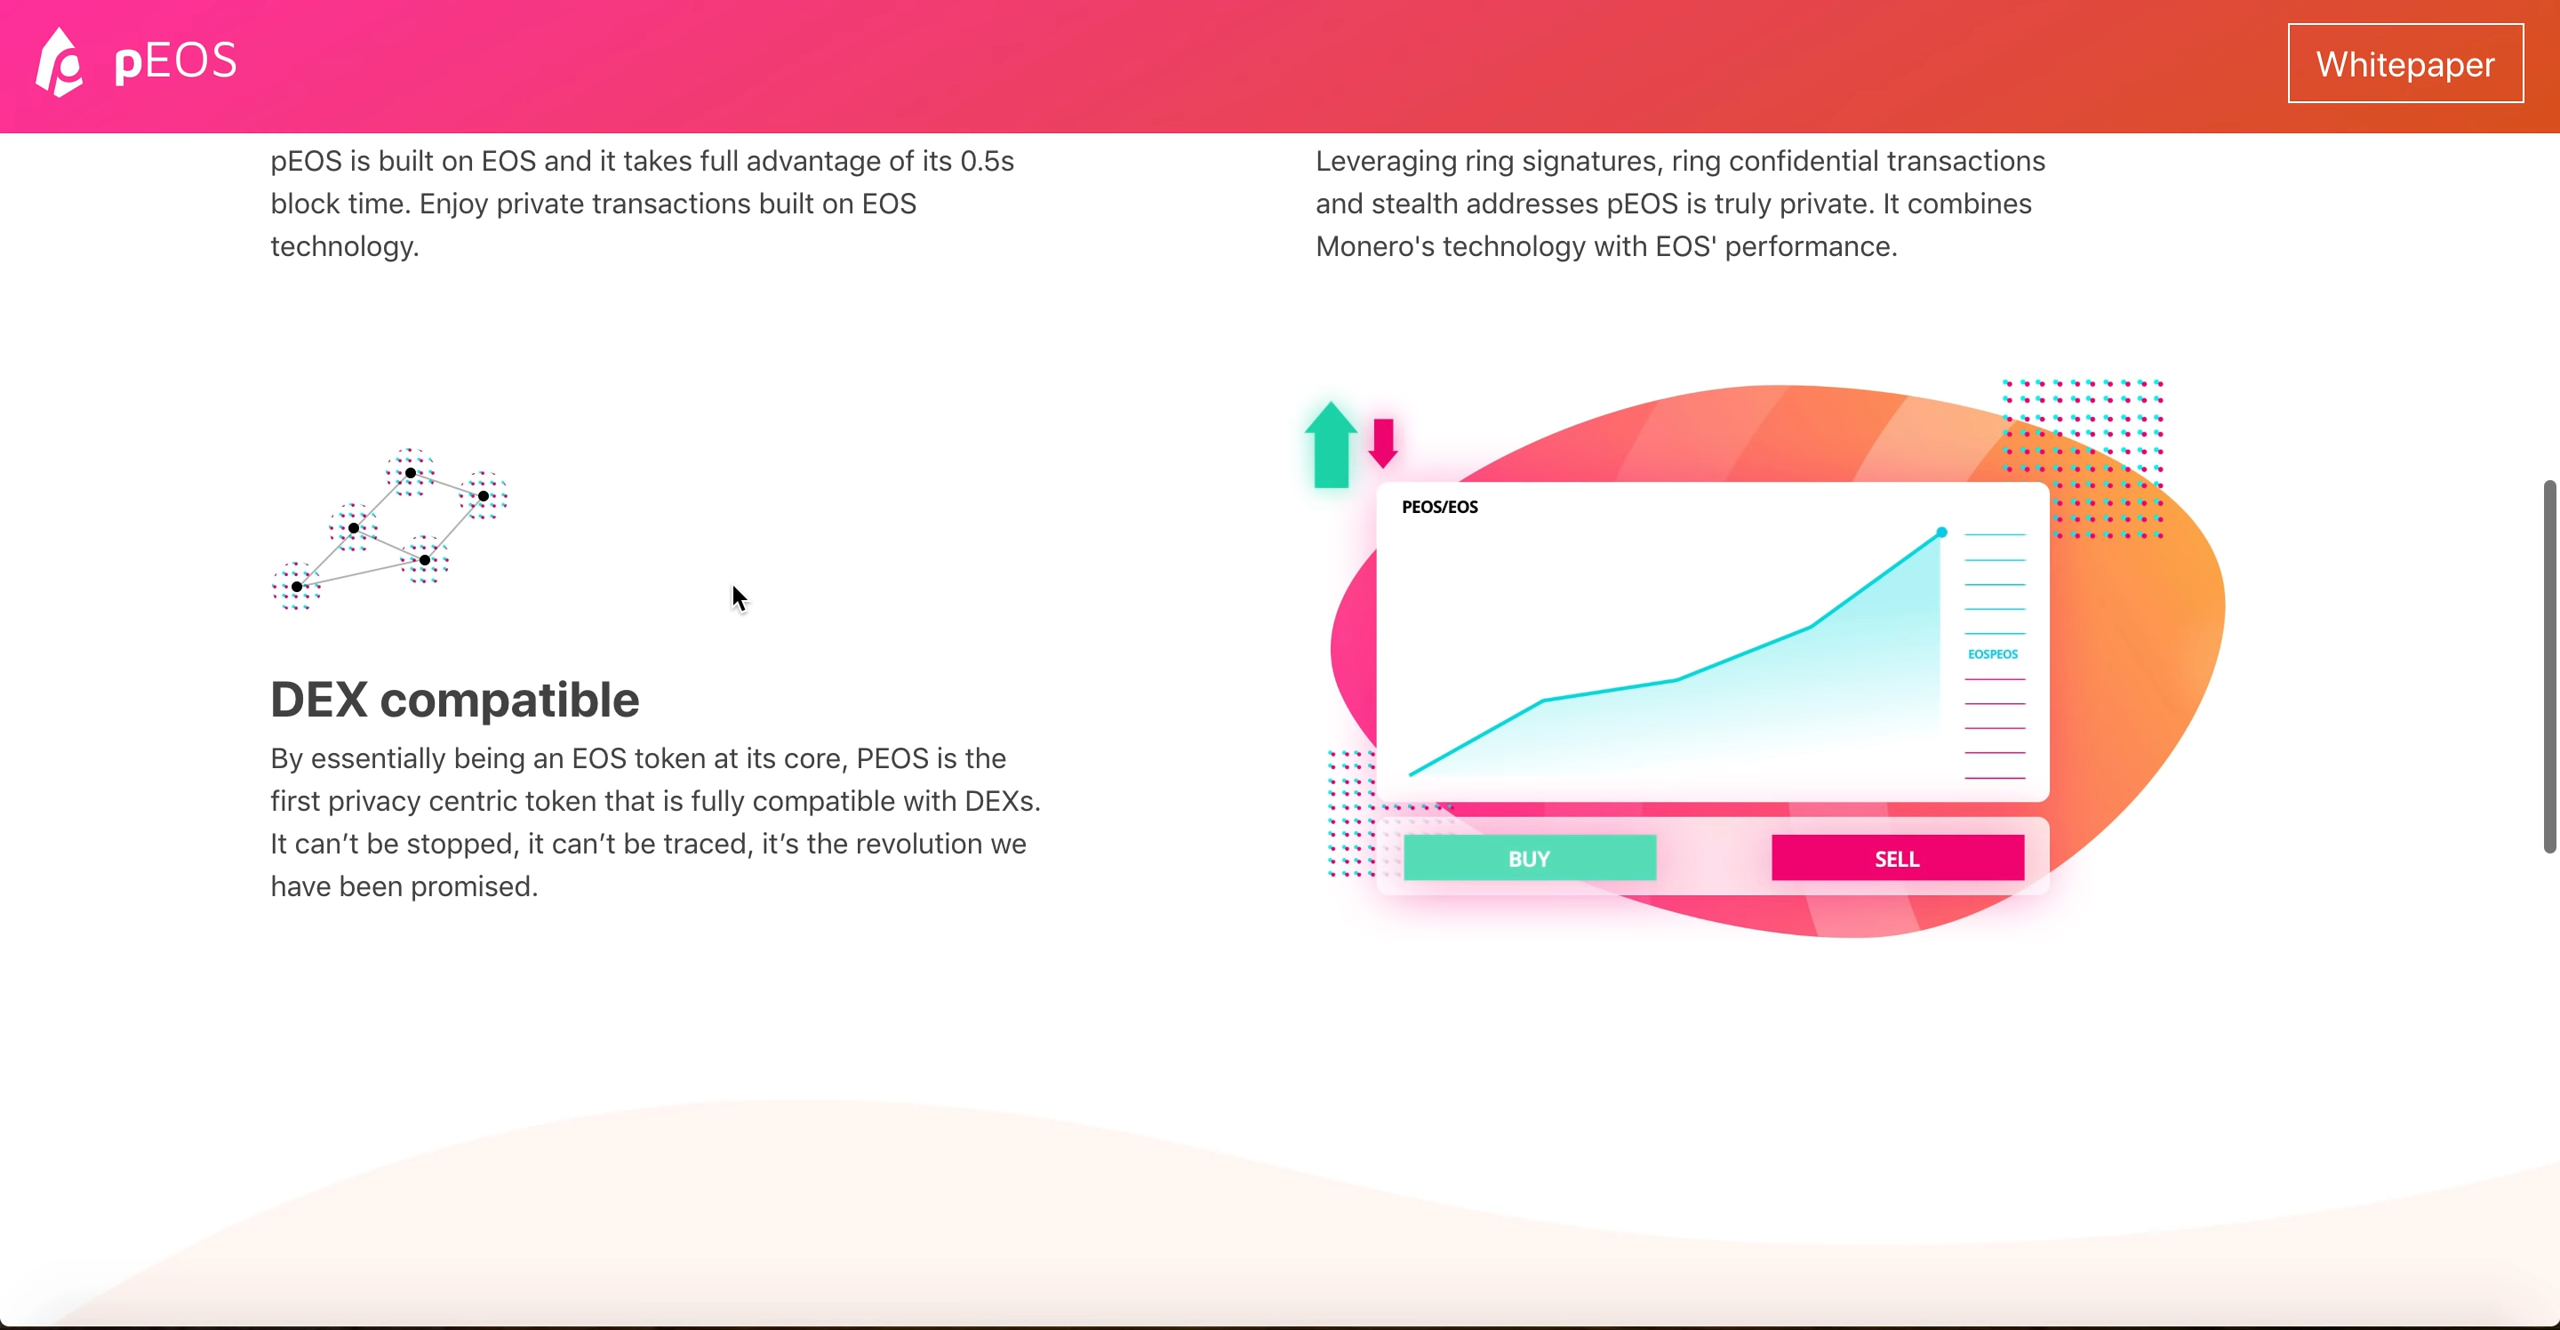 pEOS
Whitepaper
pEOS is built on EOS and it takes full advantage of its 0.5s
block time. Enjoy private transactions built on EOS
technology.
Leveraging ring signatures, ring confidential transactions
and stealth addresses pEOS is truly private. It combines
Monero's technology with EOS' performance.
DEX compatible
By essentially being an EOS token at its core, PEOS is the
first privacy centric token that is fully compatible with DEXs.
It can’t be stopped, it can’t be traced, it’s the revolution we
have been promised.
PEOS/EOS
EOSPEOS
BUY
SELL